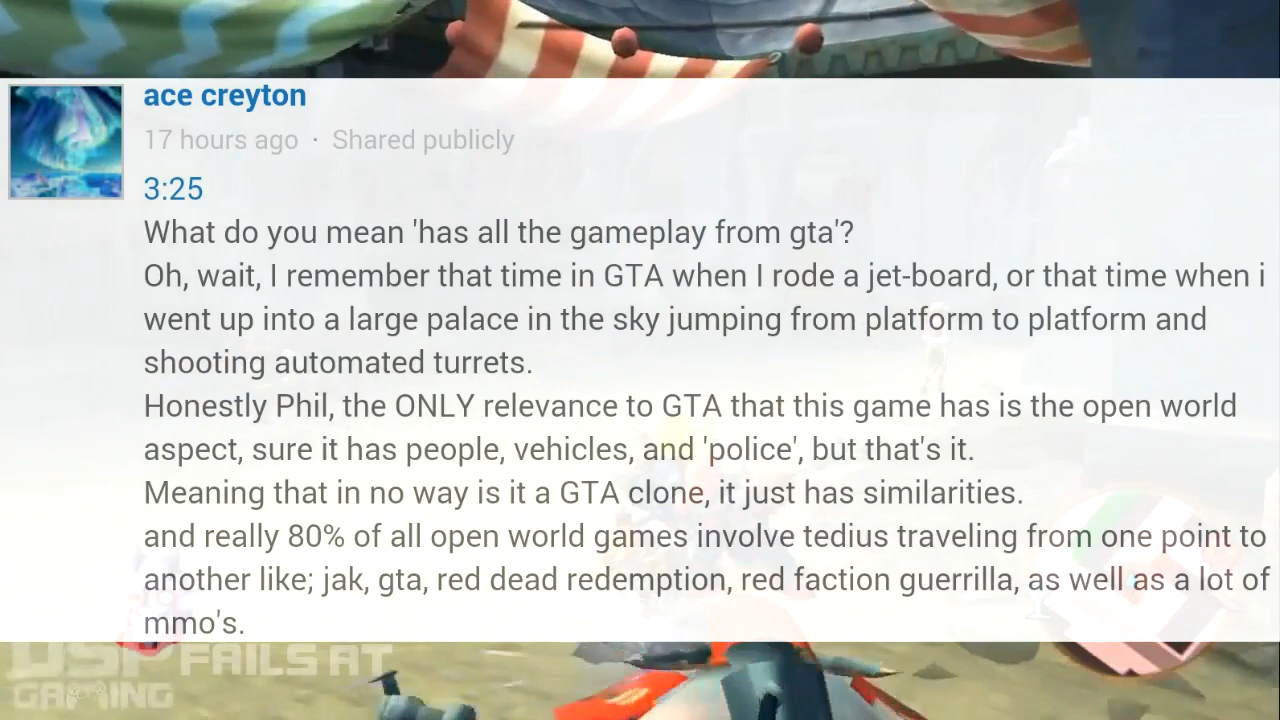 ace creyton
17 hours ago · Shared publicly
3:25
What do you mean 'has all the gameplay from gta'?
Oh, wait, I remember that time in GTA when I rode a jet-board, or that time when i
went up into a large palace in the sky jumping from platform to platform and
shooting automated turrets.
Honestly Phil, the ONLY relevance to GTA that this game has is the open world
aspect, sure it has people, vehicles, and 'police', but that's it.
Meaning that in no way is it a GTA clone, it just has similarities.
and really 80% of all open world games involve tedius traveling from one point to
another like; jak, gta, red dead redemption, red faction guerrilla, as well as a lot of
mmo's.
DSP FAILS AT
GAMING